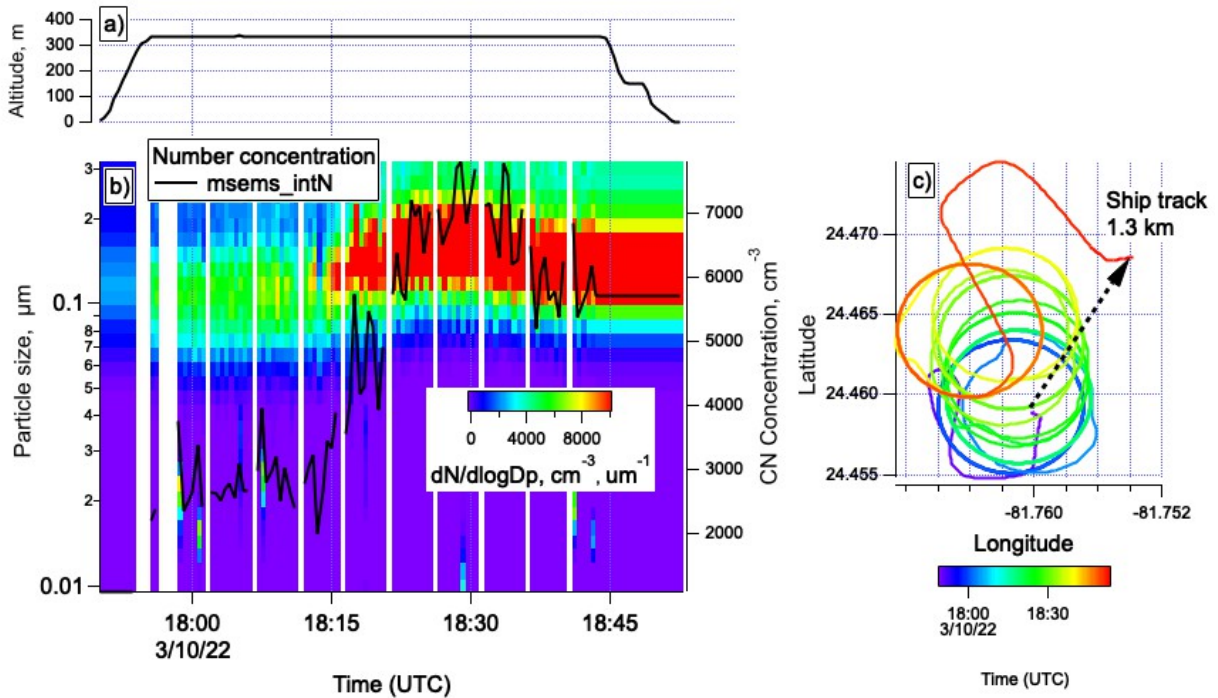 a)
Altitude, m
400
300
200
100
0
b)
Number concentration
msems_intN
Particle size, µm
3
2
0.1
8
7
6
5
4
3
2
0.01
7000
6000
5000
4000
3000
2000
CN Concentration, cm-3
0 4000 8000
dN/dlogDp, cm-3, um-1
18:00 18:15 18:30 18:45
3/10/22
Time (UTC)
c)
Ship track
1.3 km
Latitude
24.470
24.465
24.460
24.455
-81.760 -81.752
Longitude
18:00 18:30
3/10/22
Time (UTC)